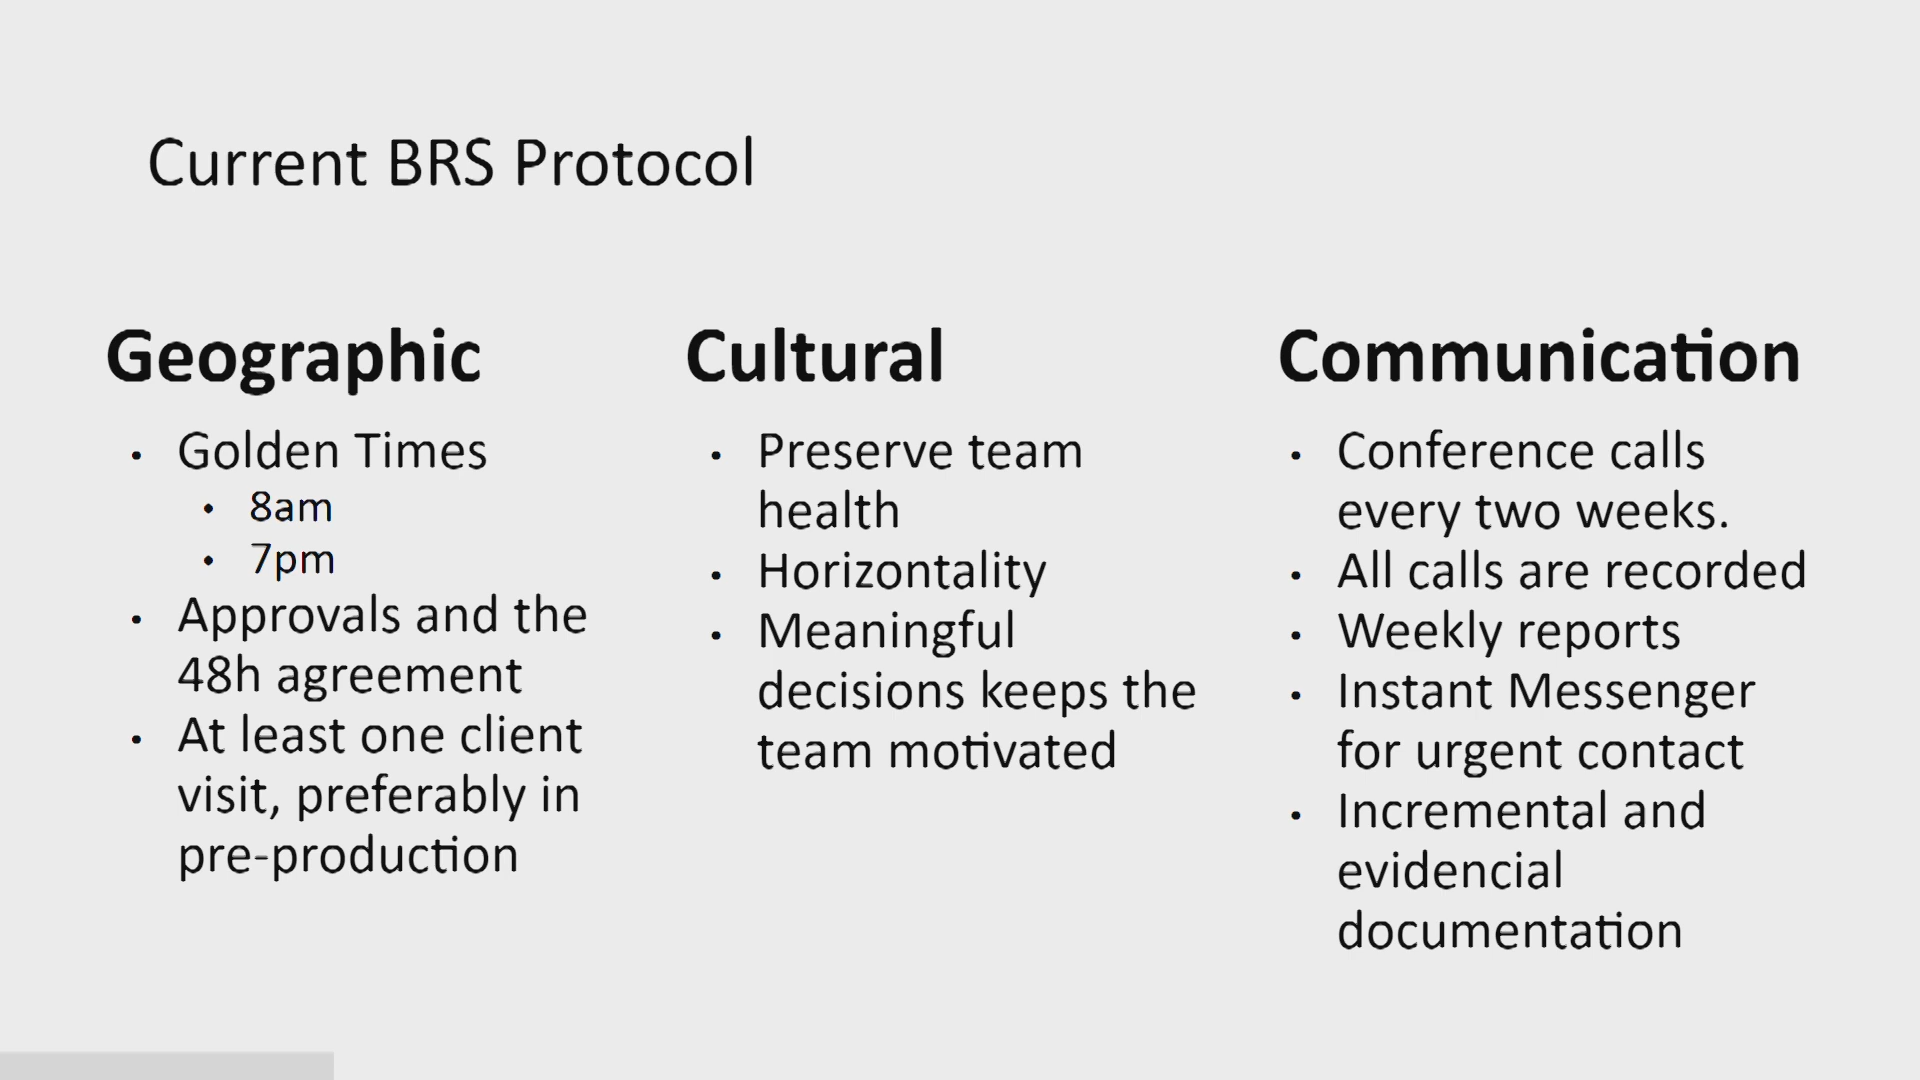 Current BRS Protocol
Geographic
• Golden Times
• 8am
• 7pm
• Approvals and the
48h agreement
• At least one client
visit, preferably in
pre-production
Cultural
• Preserve team
health
• Horizontality
• Meaningful
decisions keeps the
team motivated
Communication
• Conference calls
every two weeks.
• All calls are recorded
• Weekly reports
• Instant Messenger
for urgent contact
• Incremental and
evidencial
documentation